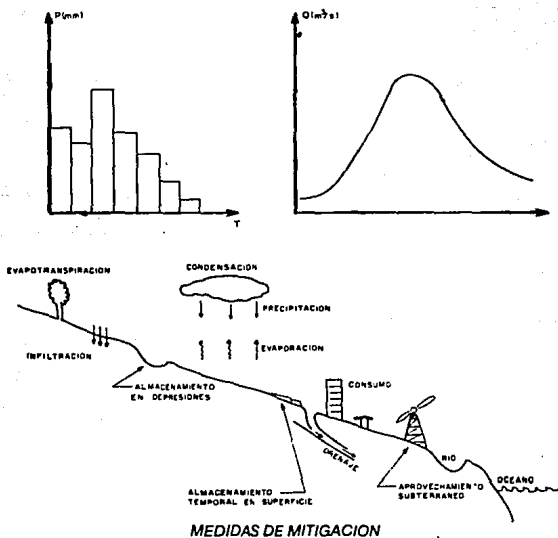 P(mm)
T
Q(m³/s)
EVAPOTRANSPIRACION
CONDENSACION
PRECIPITACION
INFILTRACION
EVAPORACION
ALMACENAMIENTO
EN DEPRESIONES
CONSUMO
DRENAJE
RIO
OCEANO
ALMACENAMIENTO
TEMPORAL EN SUPERFICIE
APROVECHAMIENTO
SUBTERRANEO
MEDIDAS DE MITIGACION